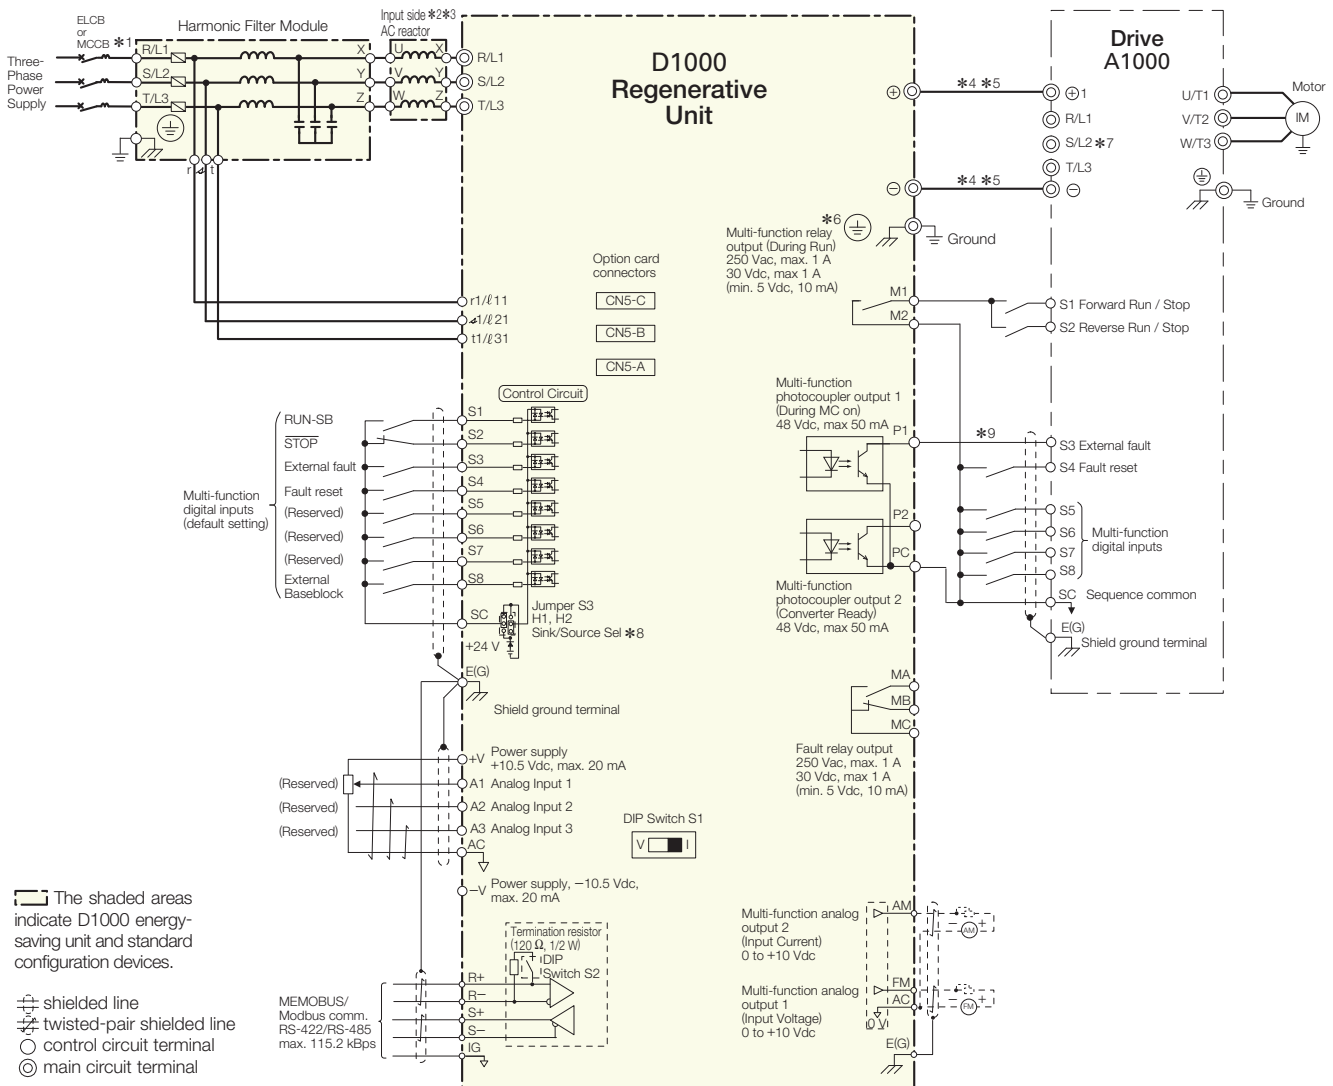 ELCB
or
MCCB *1
Harmonic Filter Module
Input side *2*3
AC reactor
Three-
Phase
Power
Supply
R/L1
S/L2
T/L3
X
Y
Z
U
V
W
X
Y
Z
R/L1
S/L2
T/L3
r
t
D1000
Regenerative
Unit
Drive
A1000
Motor
IM
⊕
*4 *5
⊕1
R/L1
S/L2 *7
T/L3
⊖
*4 *5
⊖
U/T1
V/T2
W/T3
Ground
*6
Ground
Multi-function relay
output (During Run)
250 Vac, max. 1 A
30 Vdc, max 1 A
(min. 5 Vdc, 10 mA)
M1
M2
S1 Forward Run / Stop
S2 Reverse Run / Stop
Option card
connectors
CN5-C
CN5-B
CN5-A
r1/ℓ11
1/ℓ21
t1/ℓ31
Control Circuit
RUN-SB
STOP
External fault
Fault reset
(Reserved)
(Reserved)
(Reserved)
External
Baseblock
Multi-function
digital inputs
(default setting)
S1
S2
S3
S4
S5
S6
S7
S8
SC
+24 V
Jumper S3
H1, H2
Sink/Source Sel *8
E(G)
Shield ground terminal
Multi-function
photocoupler output 1
(During MC on)
48 Vdc, max 50 mA
P1
*9
P2
PC
Multi-function
photocoupler output 2
(Converter Ready)
48 Vdc, max 50 mA
S3 External fault
S4 Fault reset
S5
S6
S7
S8
Multi-function
digital inputs
SC Sequence common
E(G)
Shield ground terminal
MA
MB
MC
Fault relay output
250 Vac, max. 1 A
30 Vdc, max 1 A
(min. 5 Vdc, 10 mA)
+V Power supply
+10.5 Vdc, max. 20 mA
(Reserved)
A1 Analog Input 1
(Reserved)
A2 Analog Input 2
(Reserved)
A3 Analog Input 3
AC
−V Power supply, −10.5 Vdc,
max. 20 mA
DIP Switch S1
V
I
Termination resistor
(120 Ω, 1/2 W)
DIP
Switch S2
MEMOBUS/
Modbus comm.
RS-422/RS-485
max. 115.2 kBps
R+
R−
S+
S−
IG
Multi-function analog
output 2
(Input Current)
0 to +10 Vdc
AM
AM
+
Multi-function analog
output 1
(Input Voltage)
0 to +10 Vdc
FM
AC
0 V
FM
+
E(G)
The shaded areas
indicate D1000 energy-
saving unit and standard
configuration devices.
shielded line
twisted-pair shielded line
control circuit terminal
main circuit terminal